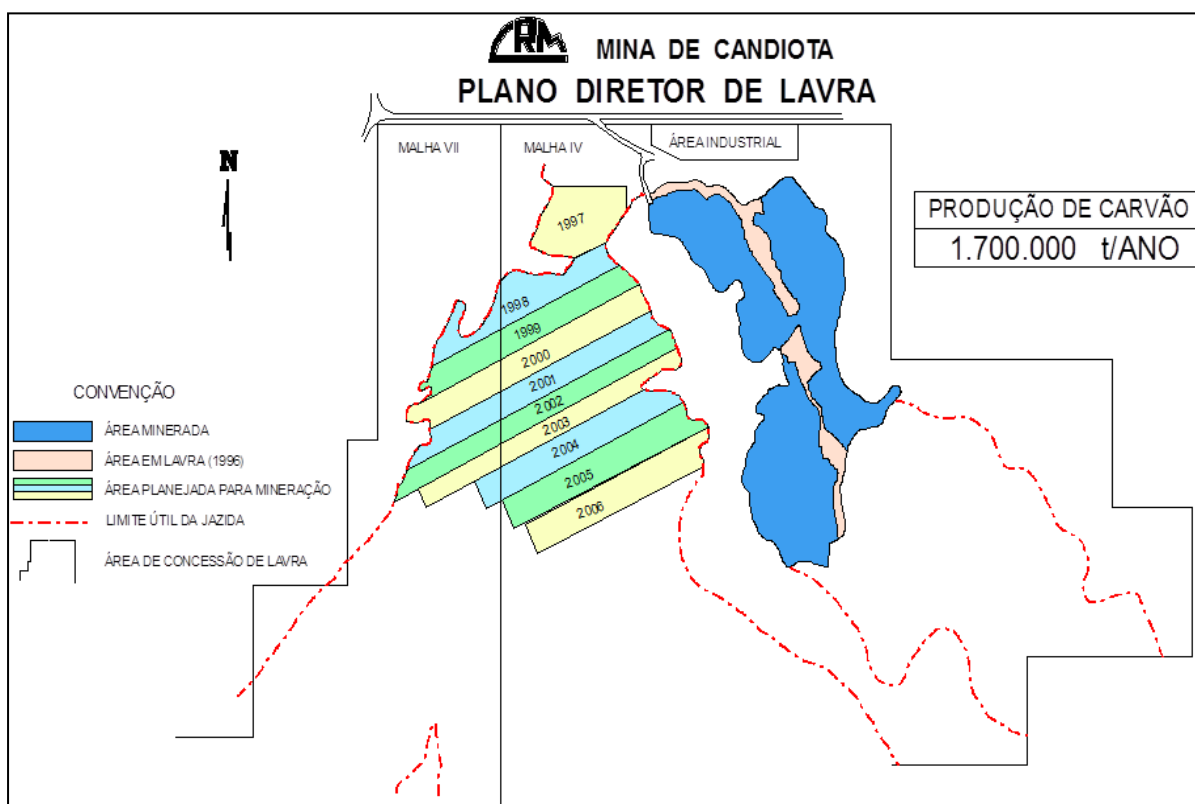 CRM
MINA DE CANDIOTA
PLANO DIRETOR DE LAVRA
MALHA VII
MALHA IV
ÁREA INDUSTRIAL
N
PRODUÇÃO DE CARVÃO
1.700.000 t/ANO
1997
1998
1999
2000
2001
2002
2003
2004
2005
2006
CONVENÇÃO
ÁREA MINERADA
ÁREA EM LAVRA (1996)
ÁREA PLANEJADA PARA MINERAÇÃO
LIMITE ÚTIL DA JAZIDA
ÁREA DE CONCESSÃO DE LAVRA